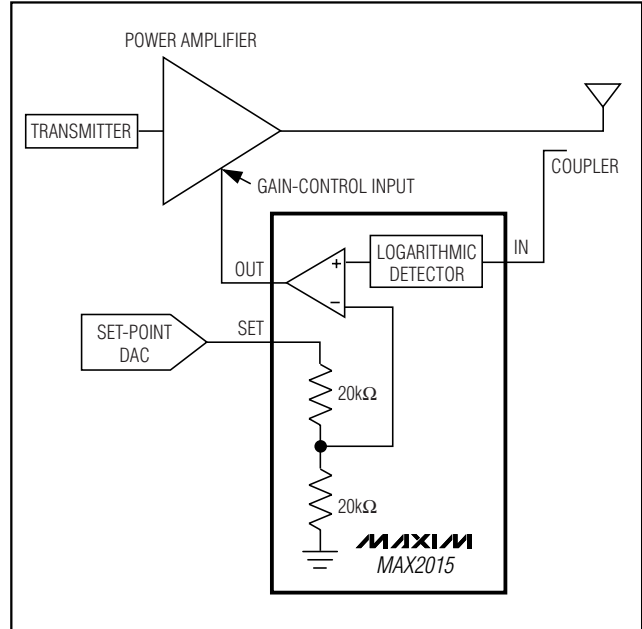 POWER AMPLIFIER
TRANSMITTER
GAIN-CONTROL INPUT
COUPLER
LOGARITHMIC
DETECTOR
IN
OUT
+
−
SET-POINT
DAC
SET
20kΩ
20kΩ
MAXIM
MAX2015